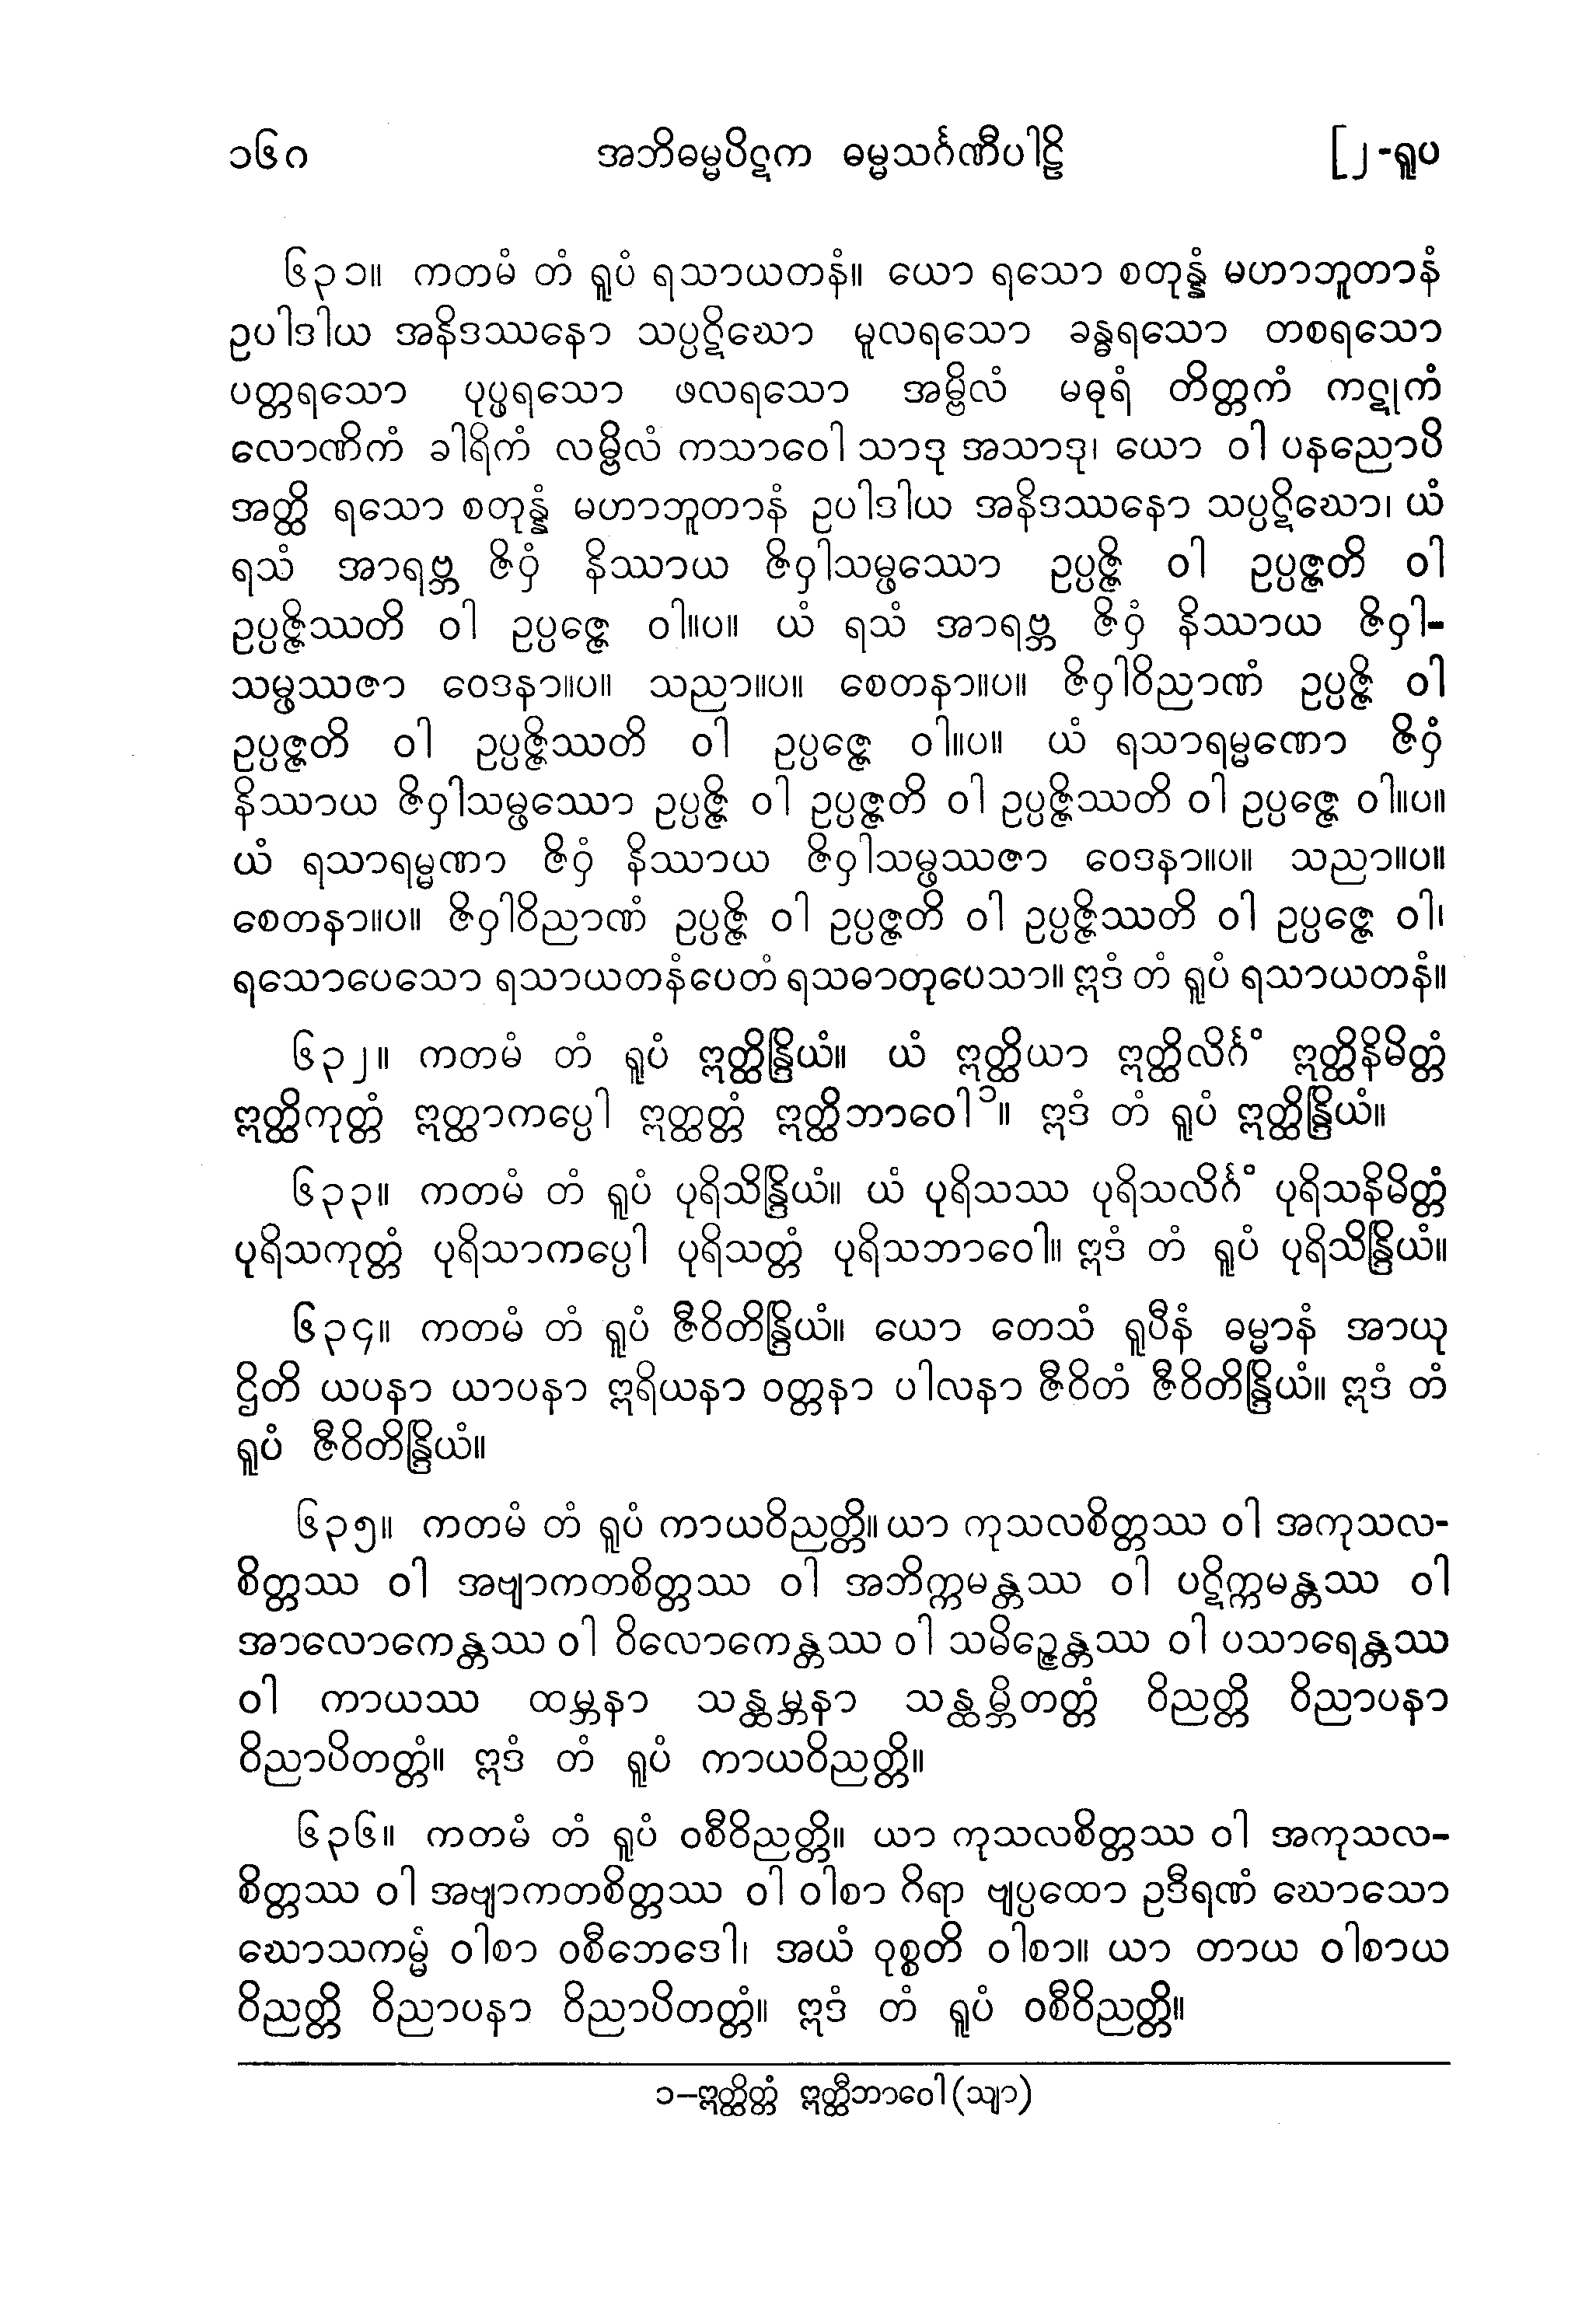 ၁၆၈ အဘိဓမ္မပိဋက ဓမ္မသင်္ဂဏီပါဠိ [၂-ရူပ
၆၃၁။ ကတမံ တံ ရူပံ ရသာယတနံ။ ယော ရသော စတုန္နံ မဟာဘူတာနံ
ဥပါဒါယ အနိဒဿနော သပ္ပဋိဃော မူလရသော ခန္ဓရသော တစရသော
ပတ္တရသော ပုပ္ဖရသော ဖလရသော အမ္ဗိလံ မဓုရံ တိတ္တကံ ကဋုကံ
လောဏိကံ ခါရိကံ လမ္ဗိလံ ကသာဝေါ သာဒု အသာဒု၊ ယော ဝါ ပနညောပိ
အတ္ထိ ရသော စတုန္နံ မဟာဘူတာနံ ဥပါဒါယ အနိဒဿနော သပ္ပဋိဃော၊ ယံ
ရသံ အာရဗ္ဘ ဇိဝှံ နိဿာယ ဇိဝှါသမ္ဖဿော ဥပ္ပဇ္ဇိ ဝါ ဥပ္ပဇ္ဇတိ ဝါ
ဥပ္ပဇ္ဇိဿတိ ဝါ ဥပ္ပဇ္ဇေ ဝါ။ပ။ ယံ ရသံ အာရဗ္ဘ ဇိဝှံ နိဿာယ ဇိဝှါ-
သမ္ဖဿဇာ ဝေဒနာ။ပ။ သညာ။ပ။ စေတနာ။ပ။ ဇိဝှါဝိညာဏံ ဥပ္ပဇ္ဇိ ဝါ
ဥပ္ပဇ္ဇတိ ဝါ ဥပ္ပဇ္ဇိဿတိ ဝါ ဥပ္ပဇ္ဇေ ဝါ။ပ။ ယံ ရသာရမ္မဏော ဇိဝှံ
နိဿာယ ဇိဝှါသမ္ဖဿော ဥပ္ပဇ္ဇိ ဝါ ဥပ္ပဇ္ဇတိ ဝါ ဥပ္ပဇ္ဇိဿတိ ဝါ ဥပ္ပဇ္ဇေ ဝါ။ပ။
ယံ ရသာရမ္မဏာ ဇိဝှံ နိဿာယ ဇိဝှါသမ္ဖဿဇာ ဝေဒနာ။ပ။ သညာ။ပ။
စေတနာ။ပ။ ဇိဝှါဝိညာဏံ ဥပ္ပဇ္ဇိ ဝါ ဥပ္ပဇ္ဇတိ ဝါ ဥပ္ပဇ္ဇိဿတိ ဝါ ဥပ္ပဇ္ဇေ ဝါ၊
ရသောပေသော ရသာယတနံပေတံ ရသဓာတုပေသာ။ ဣဒံ တံ ရူပံ ရသာယတနံ။
၆၃၂။ ကတမံ တံ ရူပံ ဣတ္ထိန္ဒြိယံ။ ယံ ဣတ္ထိယာ ဣတ္ထိလိင်္ဂံ ဣတ္ထိနိမိတ္တံ
ဣတ္ထိကုတ္တံ ဣတ္ထာကပ္ပေါ ဣတ္ထတ္တံ ဣတ္ထိဘာဝေါ၁။ ဣဒံ တံ ရူပံ ဣတ္ထိန္ဒြိယံ။
၆၃၃။ ကတမံ တံ ရူပံ ပုရိသိန္ဒြိယံ။ ယံ ပုရိသဿ ပုရိသလိင်္ဂံ ပုရိသနိမိတ္တံ
ပုရိသကုတ္တံ ပုရိသာကပ္ပေါ ပုရိသတ္တံ ပုရိသဘာဝေါ။ ဣဒံ တံ ရူပံ ပုရိသိန္ဒြိယံ။
၆၃၄။ ကတမံ တံ ရူပံ ဇီဝိတိန္ဒြိယံ။ ယော တေသံ ရူပီနံ ဓမ္မာနံ အာယု
ဌိတိ ယပနာ ယာပနာ ဣရိယနာ ဝတ္တနာ ပါလနာ ဇီဝိတံ ဇီဝိတိန္ဒြိယံ။ ဣဒံ တံ
ရူပံ ဇီဝိတိန္ဒြိယံ။
၆၃၅။ ကတမံ တံ ရူပံ ကာယဝိညတ္တိ။ ယာ ကုသလစိတ္တဿ ဝါ အကုသလ-
စိတ္တဿ ဝါ အဗျာကတစိတ္တဿ ဝါ အဘိက္ကမန္တဿ ဝါ ပဋိက္ကမန္တဿ ဝါ
အာလောကေန္တဿ ဝါ ဝိလောကေန္တဿ ဝါ သမိဉ္ဇေန္တဿ ဝါ ပသာရေန္တဿ
ဝါ ကာယဿ ထမ္ဘနာ သန္ထမ္ဘနာ သန္ထမ္ဘိတတ္တံ ဝိညတ္တိ ဝိညာပနာ
ဝိညာပိတတ္တံ။ ဣဒံ တံ ရူပံ ကာယဝိညတ္တိ။
၆၃၆။ ကတမံ တံ ရူပံ ဝစီဝိညတ္တိ။ ယာ ကုသလစိတ္တဿ ဝါ အကုသလ-
စိတ္တဿ ဝါ အဗျာကတစိတ္တဿ ဝါ ဝါစာ ဂိရာ ဗျပ္ပထော ဥဒီရဏံ ဃောသော
ဃောသကမ္မံ ဝါစာ ဝစီဘေဒေါ၊ အယံ ဝုစ္စတိ ဝါစာ။ ယာ တာယ ဝါစာယ
ဝိညတ္တိ ဝိညာပနာ ဝိညာပိတတ္တံ။ ဣဒံ တံ ရူပံ ဝစီဝိညတ္တိ။
၁-ဣတ္ထိတ္တံ ဣတ္ထီဘာဝေါ (သျာ)